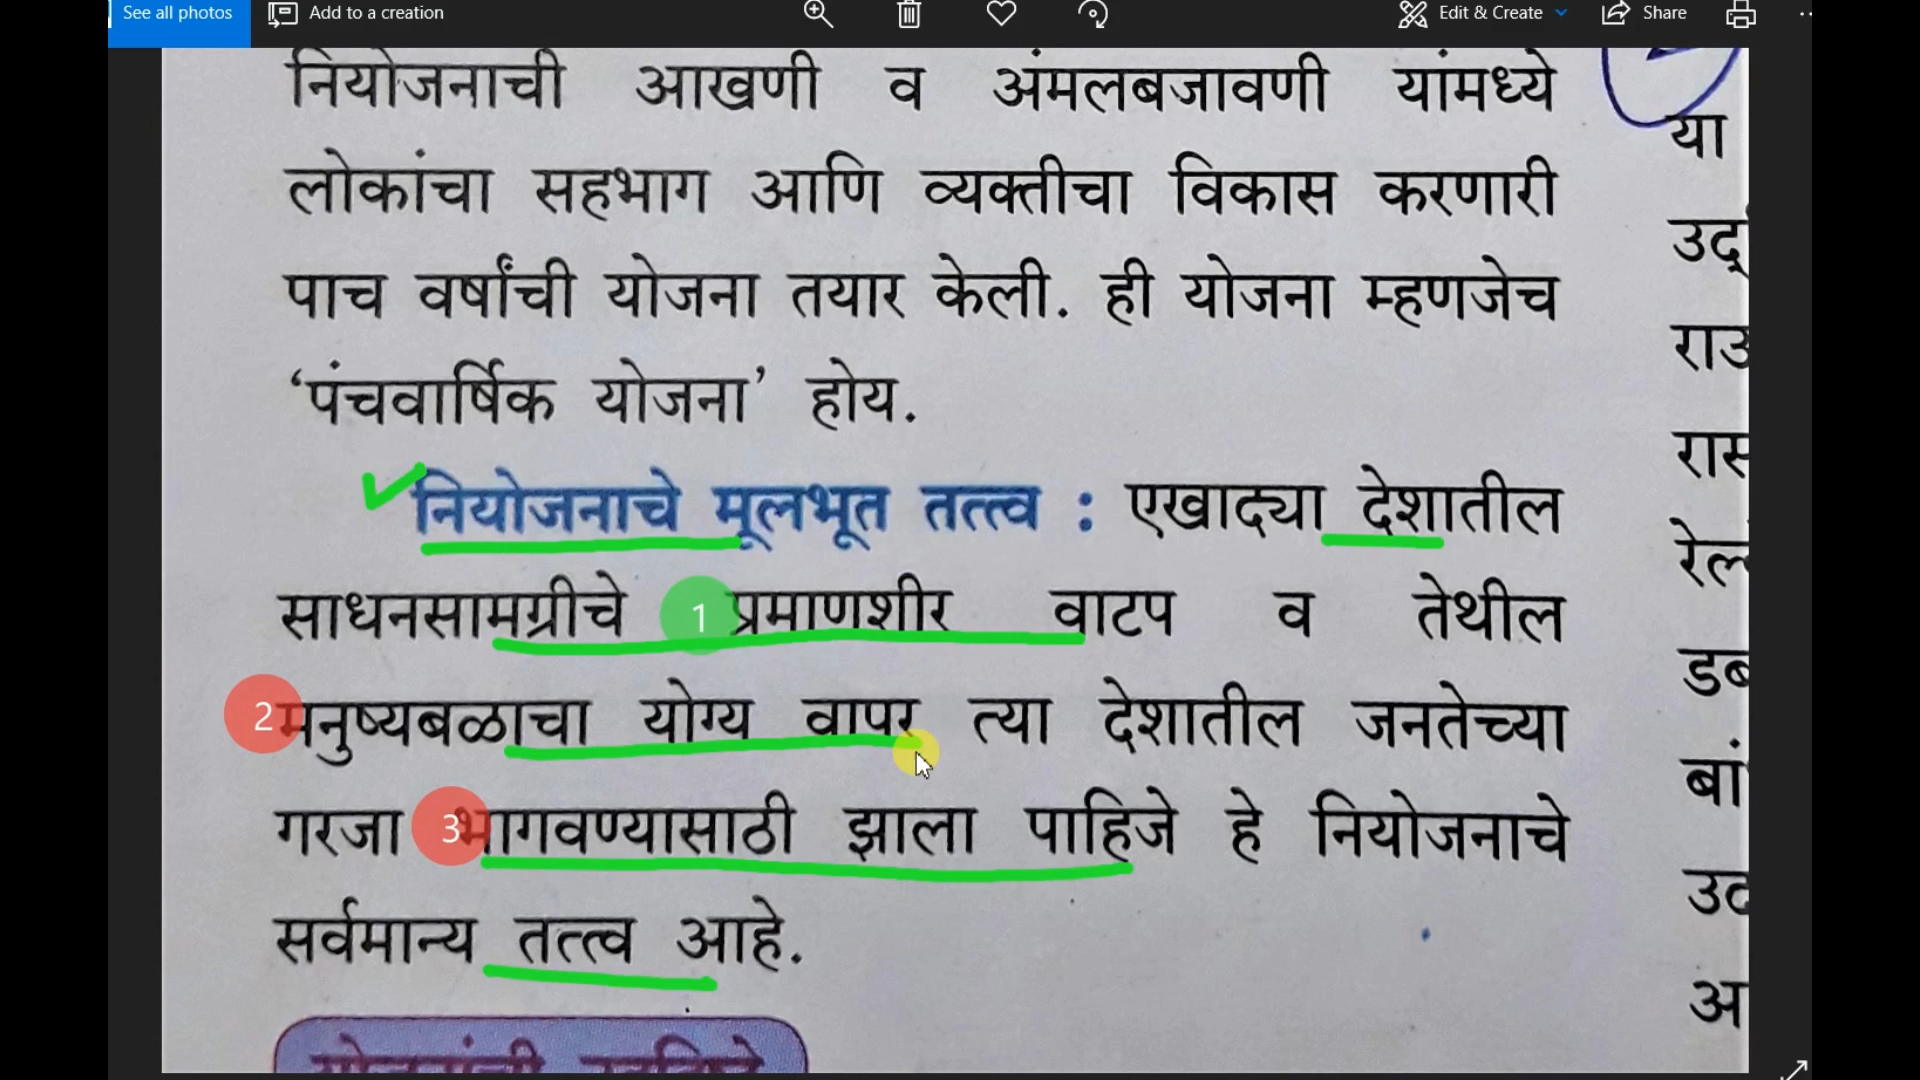 See all photos
Add to a creation
Edit & Create
Share
नियोजनाची आखणी व अंमलबजावणी यांमध्ये
लोकांचा सहभाग आणि व्यक्तीचा विकास करणारी
पाच वर्षांची योजना तयार केली. ही योजना म्हणजेच
‘पंचवार्षिक योजना’ होय.
नियोजनाचे मूलभूत तत्त्व : एखाद्या देशातील
साधनसामग्रीचे 1 प्रमाणशीर वाटप व तेथील
2 मनुष्यबळाचा योग्य वापर त्या देशातील जनतेच्या
गरजा 3 भागवण्यासाठी झाला पाहिजे हे नियोजनाचे
सर्वमान्य तत्त्व आहे.
या